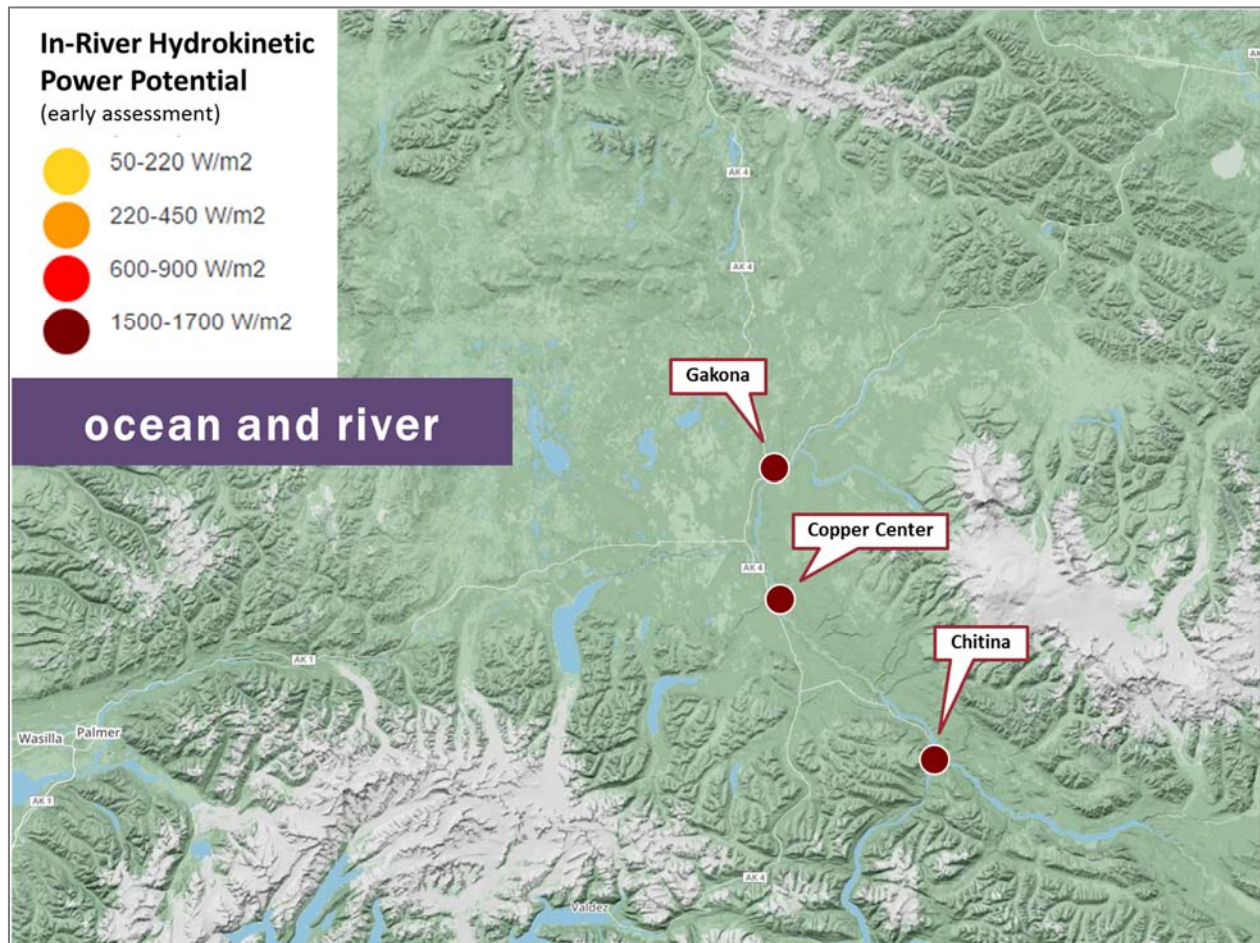 In-River Hydrokinetic
Power Potential
(early assessment)
50-220 W/m2
220-450 W/m2
600-900 W/m2
1500-1700 W/m2
ocean and river
AK 4
AK 4
Gakona
Copper Center
AK 4
Chitina
AK 1
Wasilla
Palmer
AK 1
AK 4
Valdez